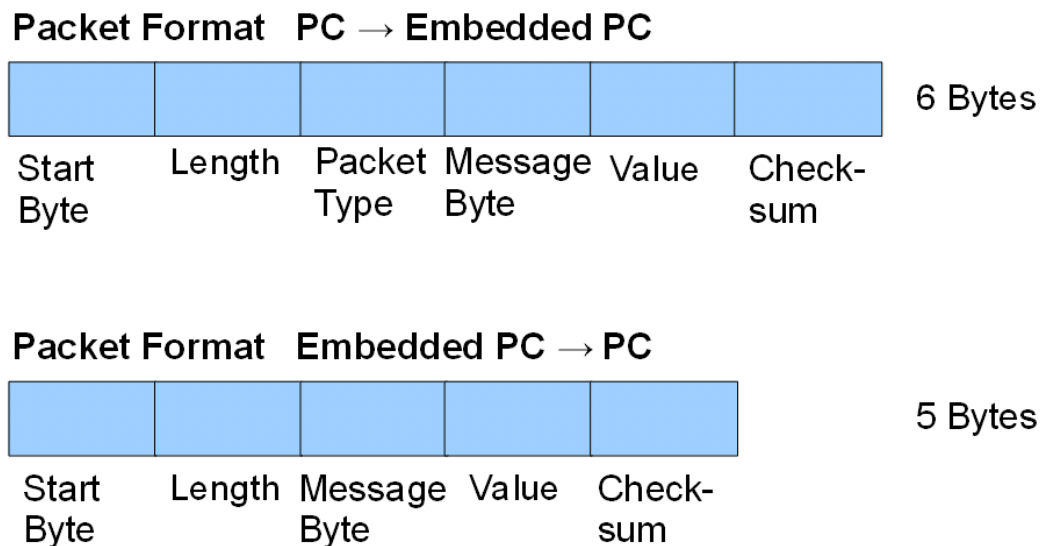 Packet Format PC → Embedded PC
6 Bytes
Start Byte
Length
Packet Type
Message Byte
Value
Check-
sum
Packet Format Embedded PC → PC
5 Bytes
Start Byte
Length
Message Byte
Value
Check-
sum